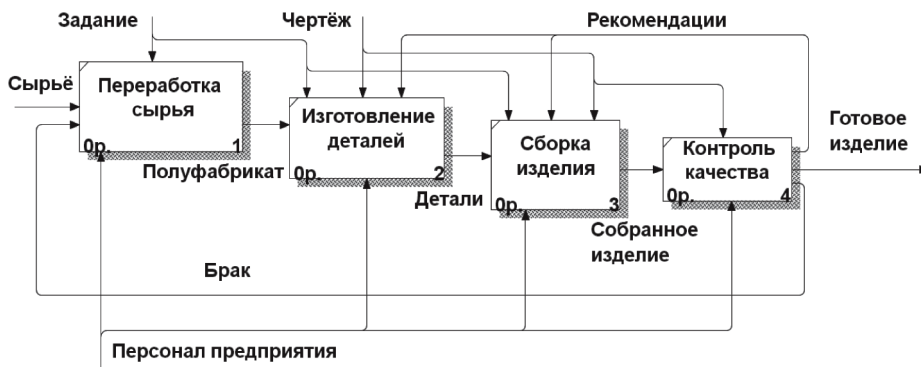 Задание
Чертёж
Рекомендации
Сырьё
Переработка
сырья
0р.
1
Полуфабрикат
Изготовление
деталей
0р.
2
Детали
Сборка
изделия
0р.
3
Собранное
изделие
Контроль
качества
0р.
4
Готовое
изделие
Брак
Персонал предприятия